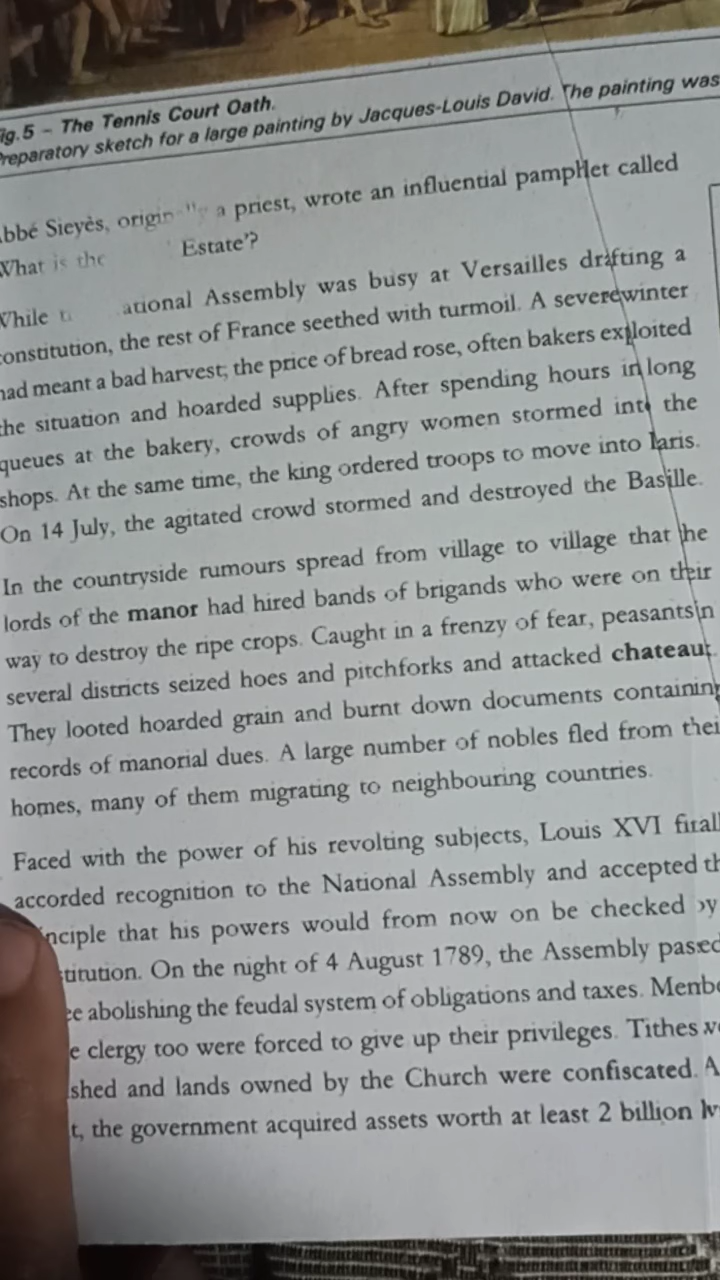 ig.5 – The Tennis Court Oath.
reparatory sketch for a large painting by Jacques-Louis David. The painting was
bbé Sieyès, a priest, wrote an influential pamphlet called
What is the Estate'?
While ational Assembly was busy at Versailles drafting a
onstitution, the rest of France seethed with turmoil. A severe winter
had meant a bad harvest; the price of bread rose, often bakers exploited
the situation and hoarded supplies. After spending hours in long
queues at the bakery, crowds of angry women stormed into the
shops. At the same time, the king ordered troops to move into Paris.
On 14 July, the agitated crowd stormed and destroyed the Bastille.
In the countryside rumours spread from village to village that the
lords of the manor had hired bands of brigands who were on their
way to destroy the ripe crops. Caught in a frenzy of fear, peasants in
several districts seized hoes and pitchforks and attacked chateaux.
They looted hoarded grain and burnt down documents containing
records of manorial dues. A large number of nobles fled from thei
homes, many of them migrating to neighbouring countries.
Faced with the power of his revolting subjects, Louis XVI finall
accorded recognition to the National Assembly and accepted th
nciple that his powers would from now on be checked by
titution. On the night of 4 August 1789, the Assembly passed
ee abolishing the feudal system of obligations and taxes. Membe
e clergy too were forced to give up their privileges. Tithes we
shed and lands owned by the Church were confiscated. A
t, the government acquired assets worth at least 2 billion liv